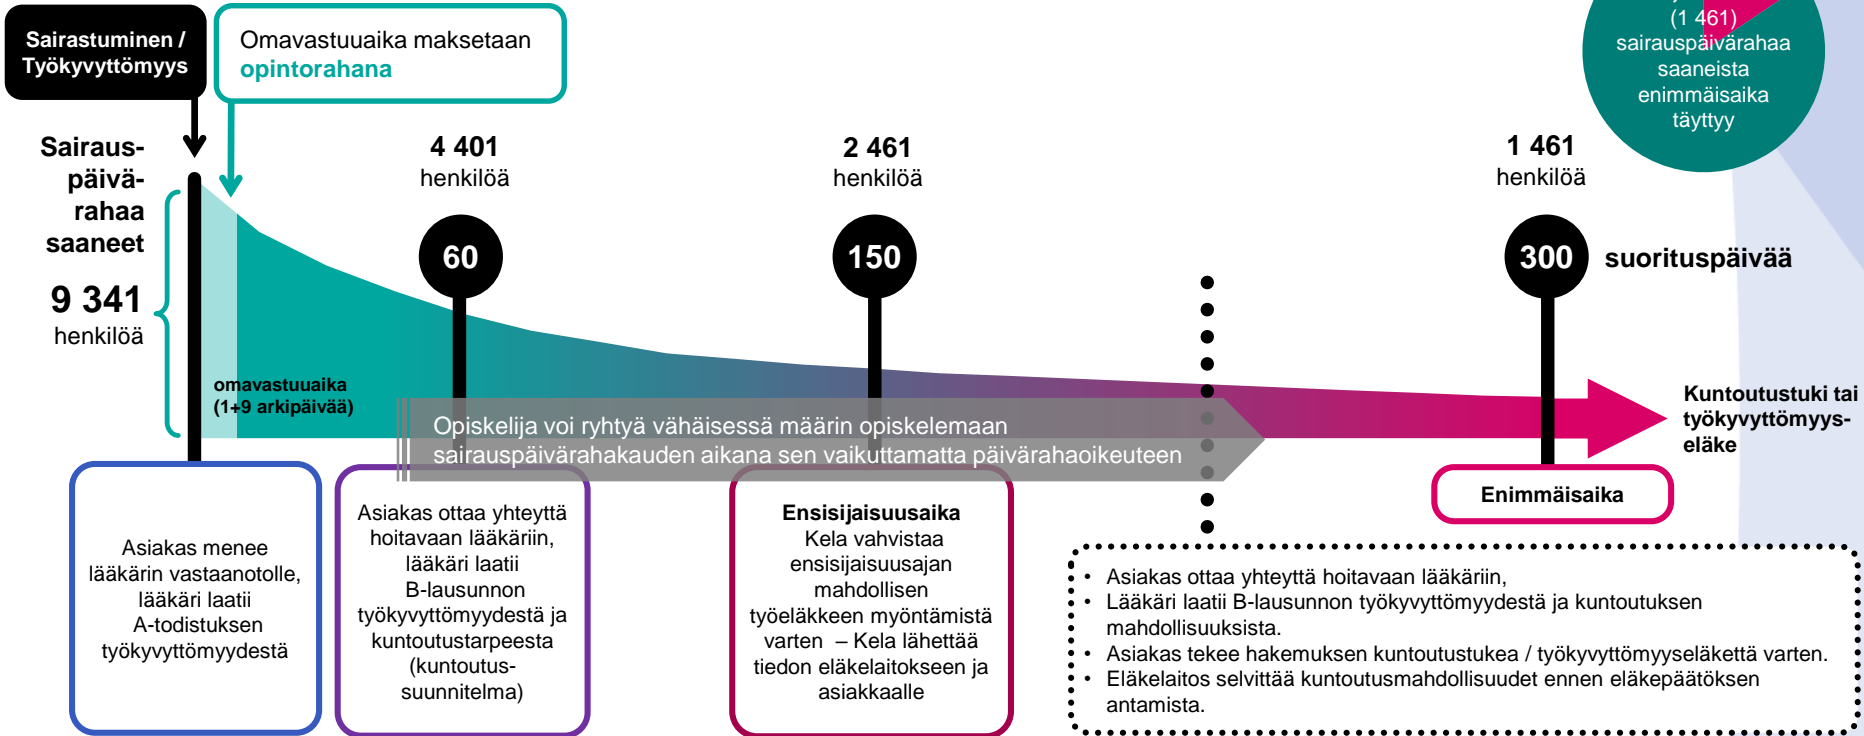 Sairastuminen /
Työkyvyttömyys
Omavastuuaika maksetaan
opintorahana
(1 461)
sairauspäivärahaa
saaneista
enimmäisaika
täyttyy
Sairaus-
päivä-
rahaa
saaneet
9 341
henkilöä
4 401
henkilöä
2 461
henkilöä
1 461
henkilöä
60
150
300
suorituspäivää
omavastuuaika
(1+9 arkipäivää)
Opiskelija voi ryhtyä vähäisessä määrin opiskelemaan
sairauspäivärahakauden aikana sen vaikuttamatta päivärahaoikeuteen
Kuntoutustuki tai
työkyvyttömyys-
eläke
Asiakas menee
lääkärin vastaanotolle,
lääkäri laatii
A-todistuksen
työkyvyttömyydestä
Asiakas ottaa yhteyttä
hoitavaan lääkäriin,
lääkäri laatii
B-lausunnon
työkyvyttömyydestä ja
kuntoutustarpeesta
(kuntoutus-
suunnitelma)
Ensisijaisuusaika
Kela vahvistaa
ensisijaisuusajan
mahdollisen
työeläkkeen myöntämistä
varten – Kela lähettää
tiedon eläkelaitokseen ja
asiakkaalle
Enimmäisaika
• Asiakas ottaa yhteyttä hoitavaan lääkäriin,
• Lääkäri laatii B-lausunnon työkyvyttömyydestä ja kuntoutuksen
mahdollisuuksista.
• Asiakas tekee hakemuksen kuntoutustukea / työkyvyttömyyseläkettä varten.
• Eläkelaitos selvittää kuntoutusmahdollisuudet ennen eläkepäätöksen
antamista.